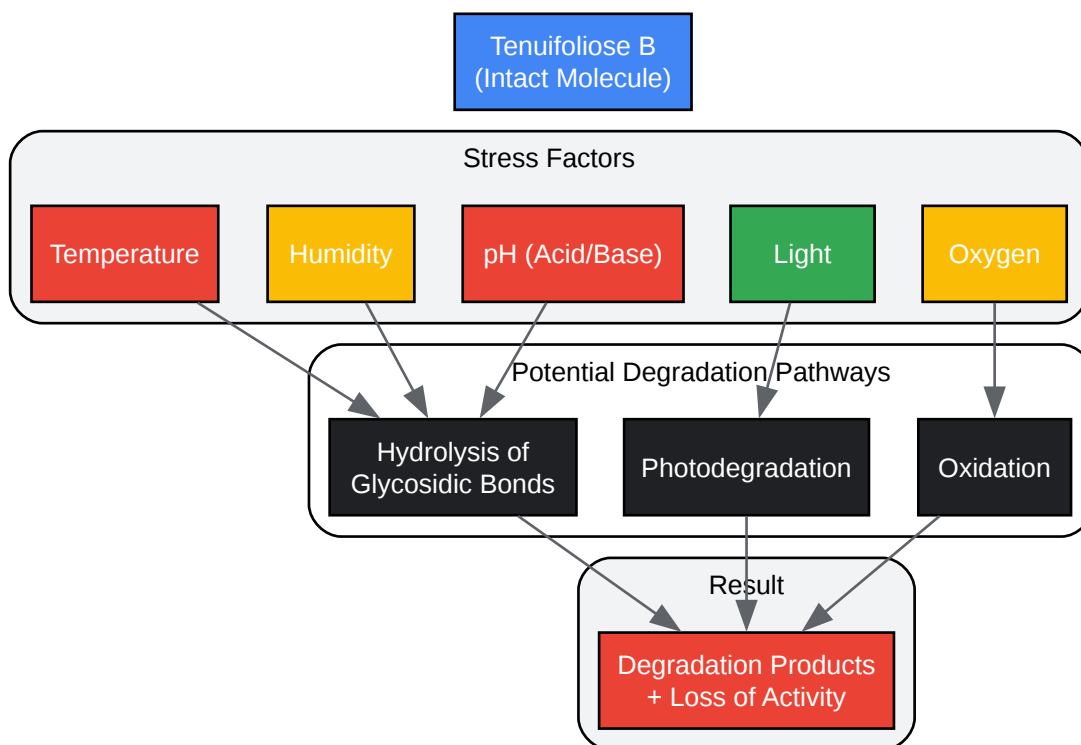 Tenuifoliose B
(Intact Molecule)
Stress Factors
Temperature
Humidity
pH (Acid/Base)
Light
Oxygen
Potential Degradation Pathways
Hydrolysis of
Glycosidic Bonds
Photodegradation
Oxidation
Result
Degradation Products
+ Loss of Activity